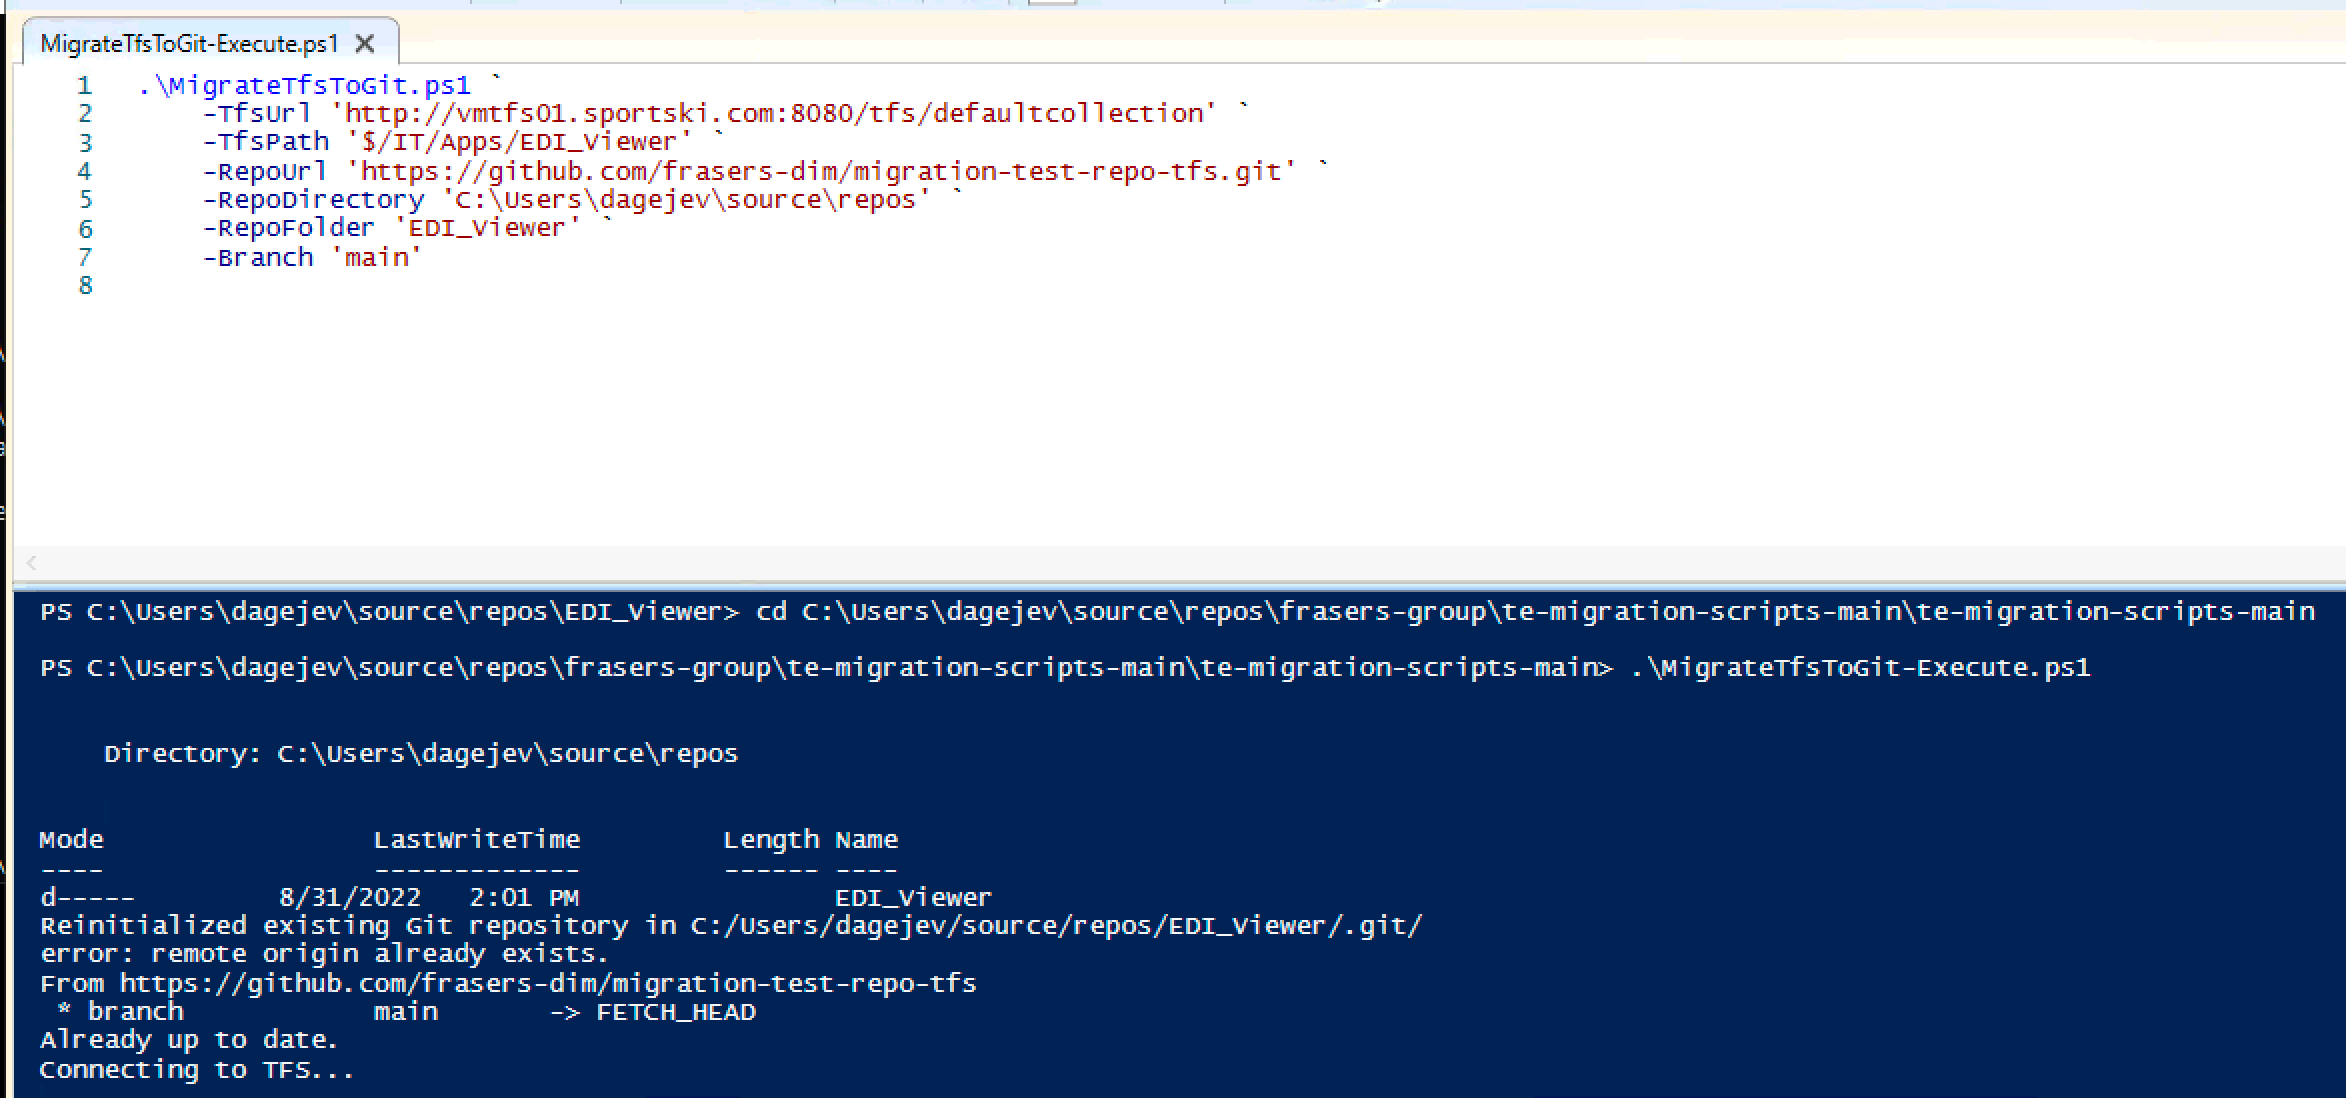 MigrateTfsToGit-Execute.ps1 X
1 .\MigrateTfsToGit.ps1 `
2 -TfsUrl 'http://vmtfs01.sportski.com:8080/tfs/defaultcollection' `
3 -TfsPath '$/IT/Apps/EDI_Viewer' `
4 -RepoUrl 'https://github.com/frasers-dim/migration-test-repo-tfs.git' `
5 -RepoDirectory 'C:\Users\dagejev\source\repos' `
6 -RepoFolder 'EDI_Viewer' `
7 -Branch 'main'
8
PS C:\Users\dagejev\source\repos\EDI_Viewer> cd C:\Users\dagejev\source\repos\frasers-group\te-migration-scripts-main\te-migration-scripts-main
PS C:\Users\dagejev\source\repos\frasers-group\te-migration-scripts-main\te-migration-scripts-main> .\MigrateTfsToGit-Execute.ps1
Directory: C:\Users\dagejev\source\repos
Mode LastWriteTime Length Name
---- ------------- ------ ----
d----- 8/31/2022 2:01 PM EDI_Viewer
Reinitialized existing Git repository in C:/Users/dagejev/source/repos/EDI_Viewer/.git/
error: remote origin already exists.
From https://github.com/frasers-dim/migration-test-repo-tfs
* branch main -> FETCH_HEAD
Already up to date.
Connecting to TFS...